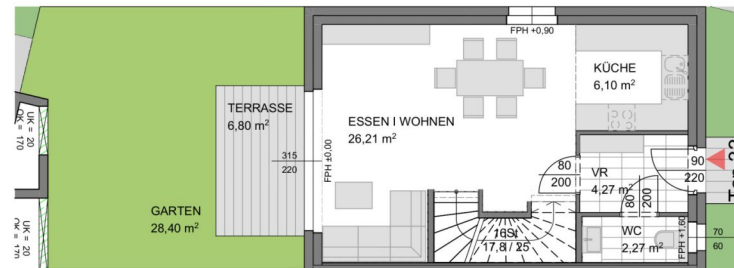 FPH +0,90
KÜCHE
6,10 m²
TERRASSE
6,80 m²
ESSEN I WOHNEN
26,21 m²
UK = 20
OK = 170
315
220
FPH ±0,00
80
200
VR
4,27 m²
90
220
80
200
GARTEN
28,40 m²
16St
17,8 / 25
WC
2,27 m²
FPH +1,60
70
60
UK = 20
OK = 170